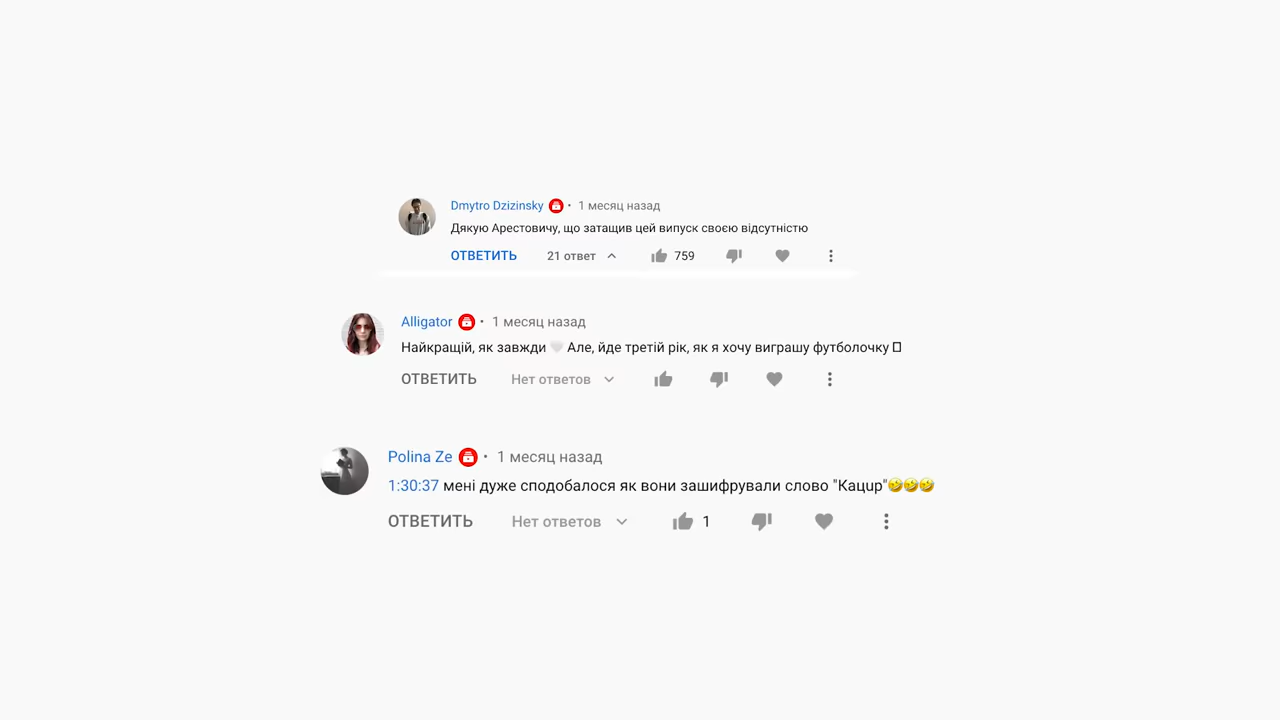 Dmytro Dzizinsky • 1 месяц назад
Дякую Арестовичу, що затащив цей випуск своєю відсутністю
ОТВЕТИТЬ 21 ответ 759
Alligator • 1 месяц назад
Найкращій, як завжди 🤍 Але, йде третій рік, як я хочу виграшу футболочку
ОТВЕТИТЬ Нет ответов
Polina Ze • 1 месяц назад
1:30:37 мені дуже сподобалося як вони зашифрували слово "Кацир"🤣🤣🤣
ОТВЕТИТЬ Нет ответов 1